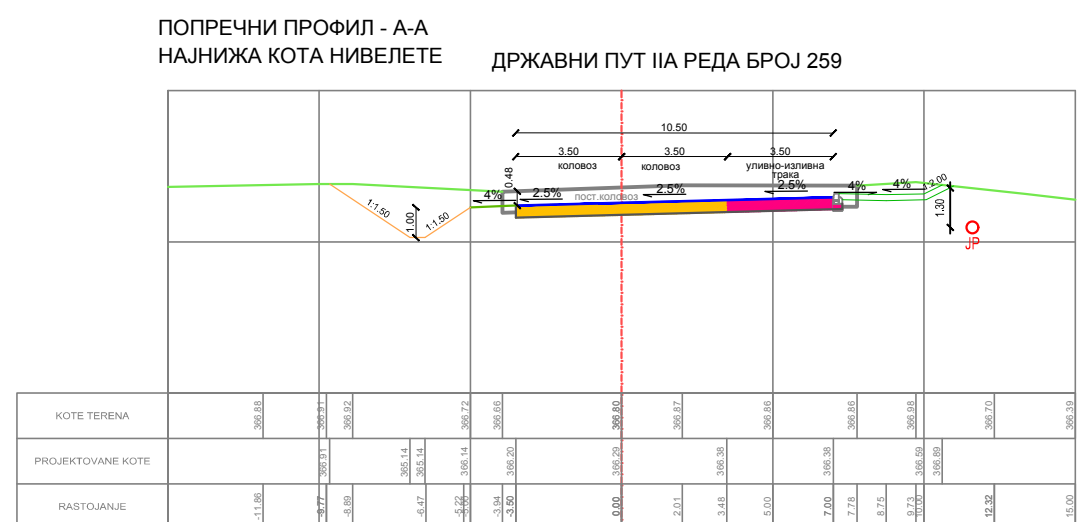 ПОПРЕЧНИ ПРОФИЛ - А-А
НАЈНИЖА КОТА НИВЕЛЕТЕ
ДРЖАВНИ ПУТ IIА РЕДА БРОЈ 259
10.50
3.50 3.50 3.50
коловоз коловоз уливно-изливна
трака
0.48
4% 2.5% 2.5% 2.5% 4% 4% 1:2.00
пост.коловоз
1:1.50 1.00 1:1.50
1.30
JP
KOTE TERENA 366.88 366.91 366.92 366.72 366.66 366.80 366.87 366.86 366.86 366.98 366.70 366.39
PROJEKTOVANE KOTE 366.91 365.14 365.14 366.14 366.20 366.29 366.38 366.38 366.59 366.89
RASTOJANJE -11.86 -9.77 -8.89 -6.47 -5.22 -5.00 -3.94 -3.50 0.00 2.01 3.48 5.00 7.00 7.78 8.75 9.73 10.00 12.32 15.00